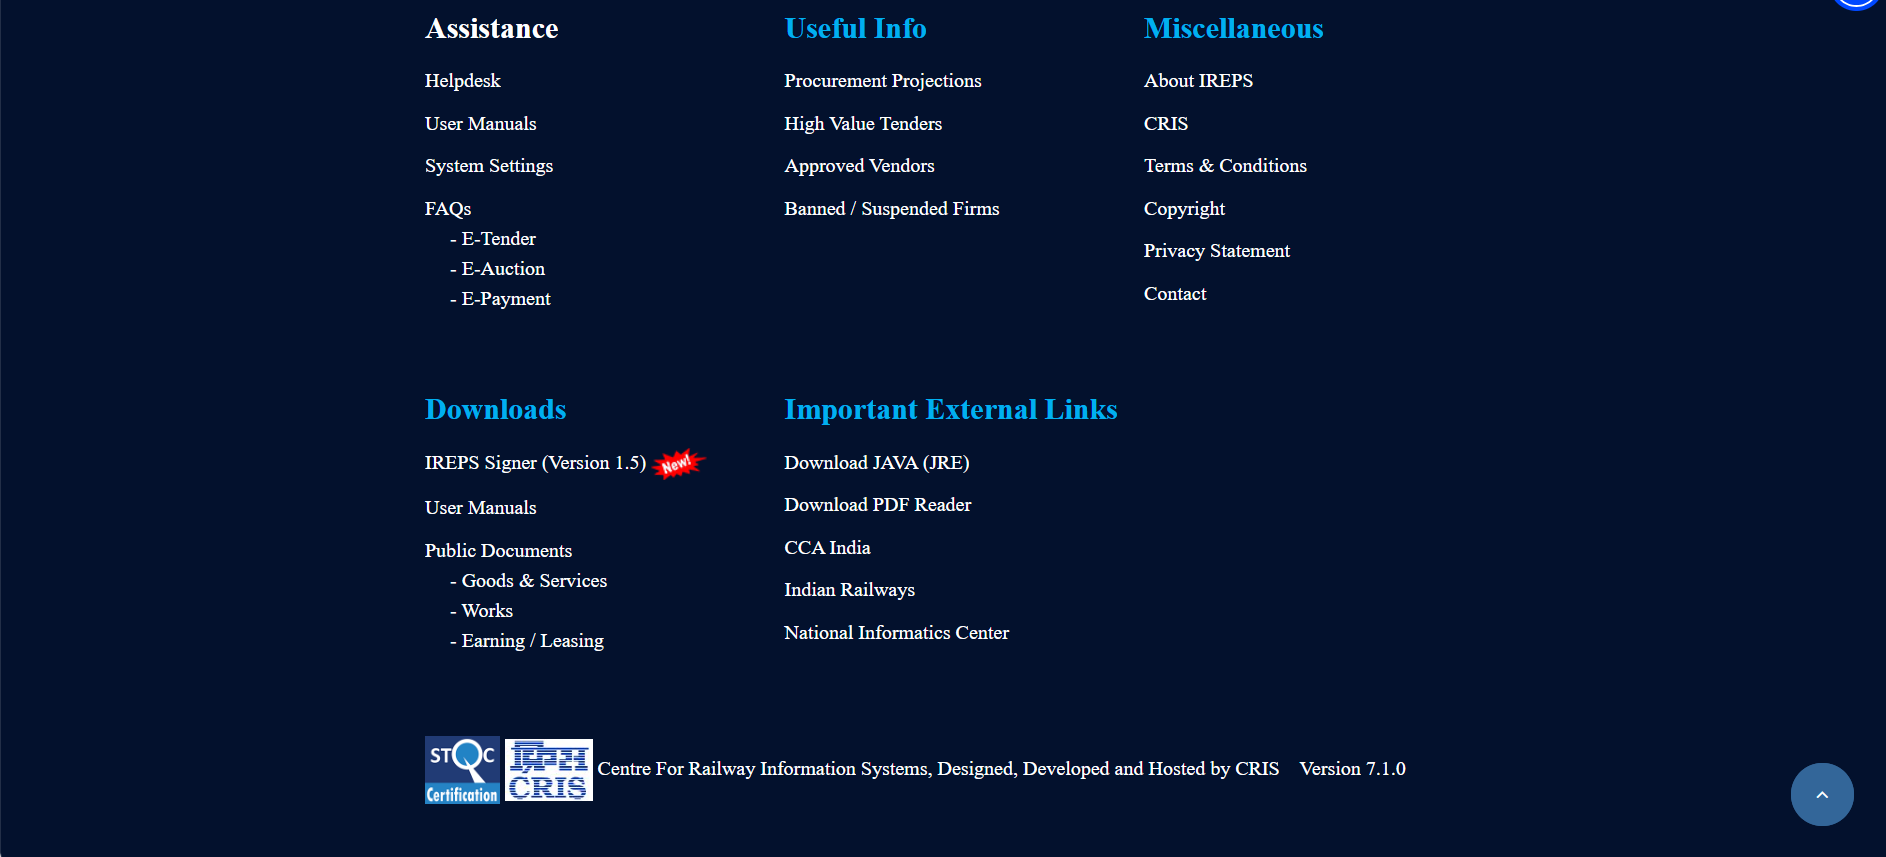 Assistance
Helpdesk
User Manuals
System Settings
FAQs
- E-Tender
- E-Auction
- E-Payment
Useful Info
Procurement Projections
High Value Tenders
Approved Vendors
Banned / Suspended Firms
Miscellaneous
About IREPS
CRIS
Terms & Conditions
Copyright
Privacy Statement
Contact
Downloads
IREPS Signer (Version 1.5) New!
User Manuals
Public Documents
- Goods & Services
- Works
- Earning / Leasing
Important External Links
Download JAVA (JRE)
Download PDF Reader
CCA India
Indian Railways
National Informatics Center
STQC
Certification
क्रिस
CRIS
Centre For Railway Information Systems, Designed, Developed and Hosted by CRIS Version 7.1.0